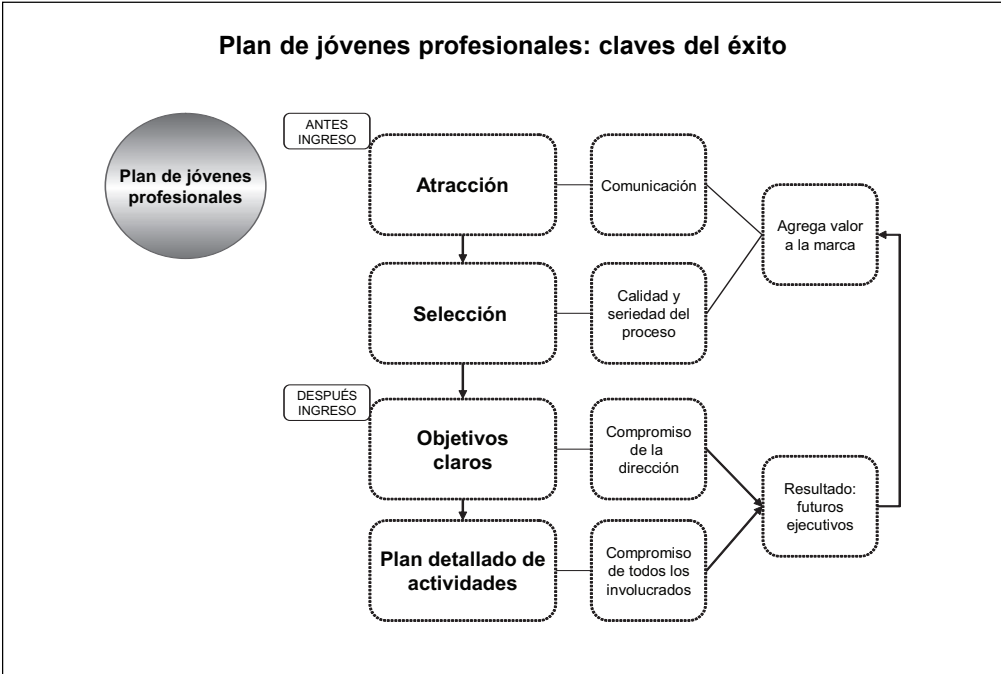 Plan de jóvenes profesionales: claves del éxito
Plan de jóvenes
profesionales
ANTES
INGRESO
Atracción
Comunicación
Agrega valor
a la marca
Selección
Calidad y
seriedad del
proceso
DESPUÉS
INGRESO
Objetivos
claros
Compromiso
de la
dirección
Resultado:
futuros
ejecutivos
Plan detallado de
actividades
Compromiso
de todos los
involucrados